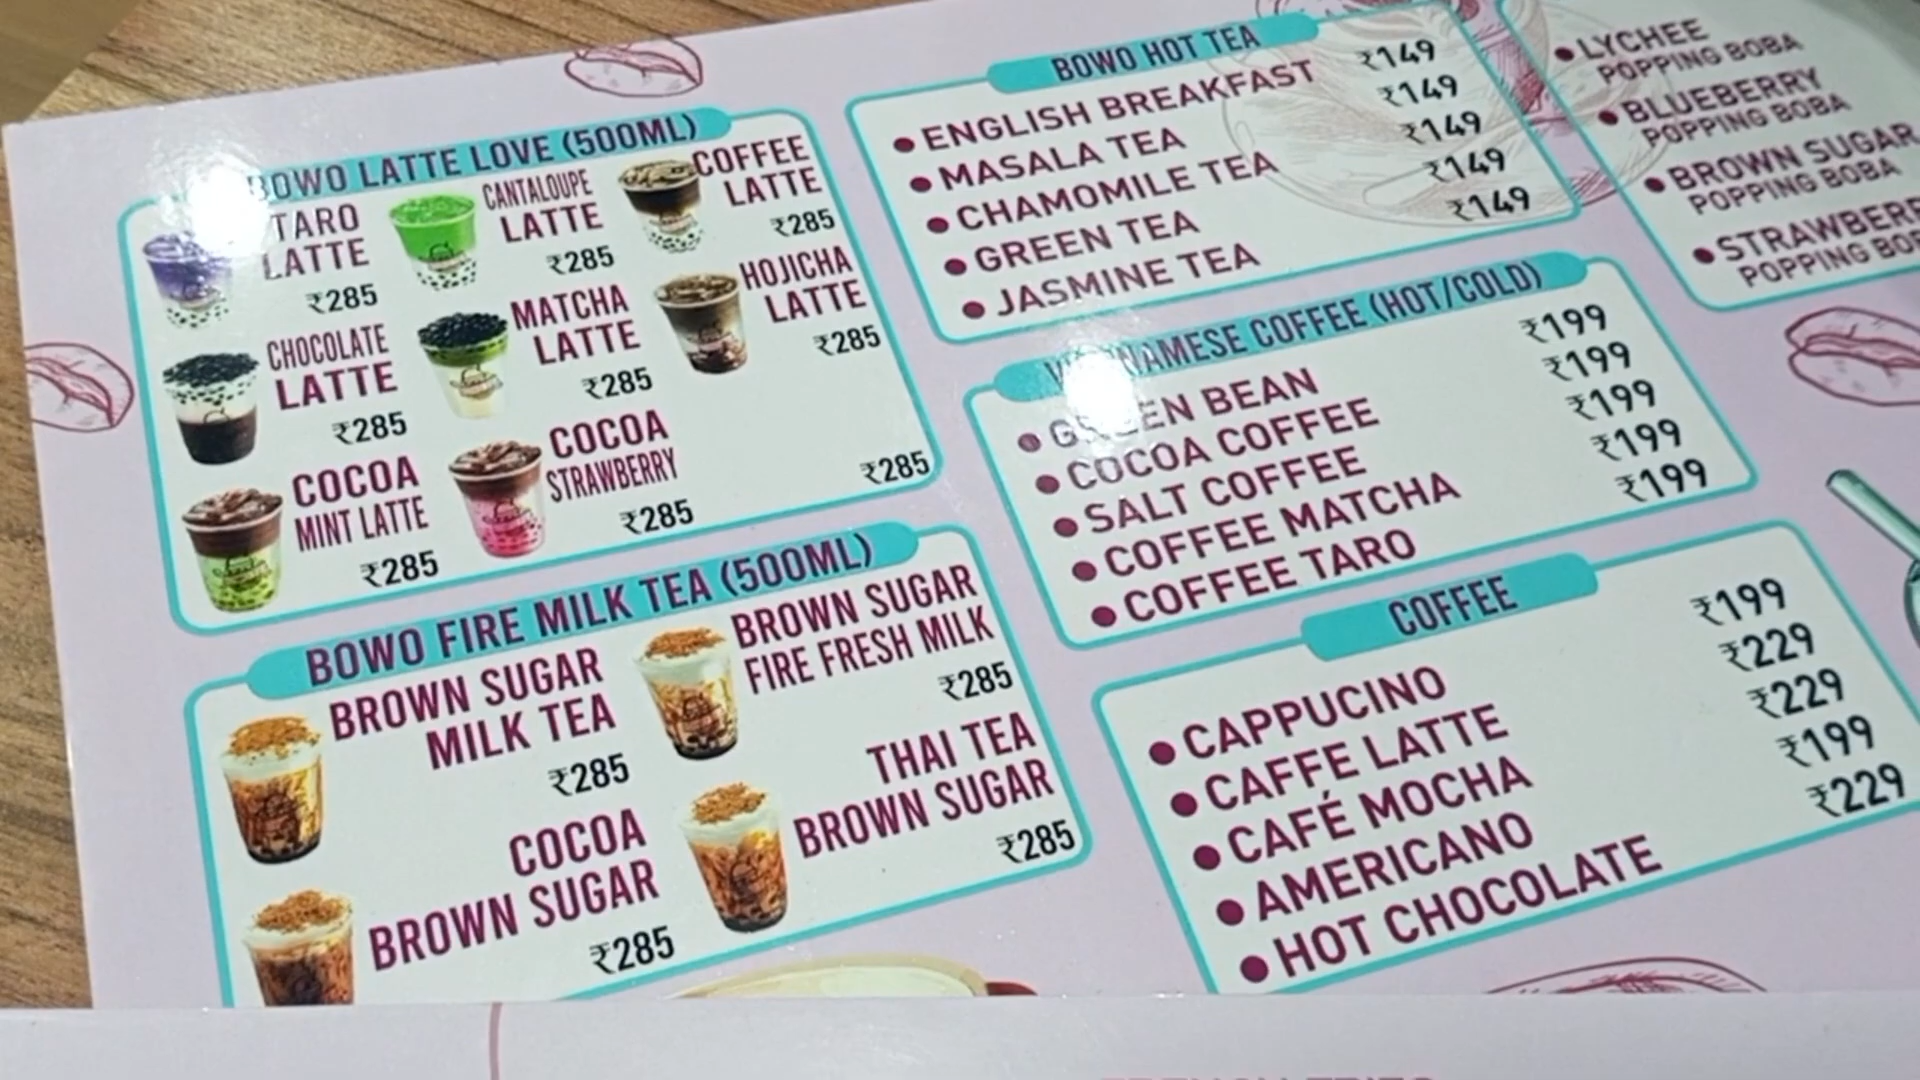 BOWO LATTE LOVE (500ML)
TARO
LATTE
₹285
CANTALOUPE
LATTE
₹285
COFFEE
LATTE
₹285
CHOCOLATE
LATTE
₹285
MATCHA
LATTE
₹285
HOJICHA
LATTE
₹285
COCOA
MINT LATTE
₹285
COCOA
STRAWBERRY
₹285
₹285
BOWO FIRE MILK TEA (500ML)
BROWN SUGAR
MILK TEA
₹285
BROWN SUGAR
FIRE FRESH MILK
₹285
COCOA
BROWN SUGAR
₹285
THAI TEA
BROWN SUGAR
₹285
BOWO HOT TEA
ENGLISH BREAKFAST ₹149
MASALA TEA ₹149
CHAMOMILE TEA ₹149
GREEN TEA ₹149
JASMINE TEA ₹149
VIETNAMESE COFFEE (HOT/COLD)
GREEN BEAN ₹199
COCOA COFFEE ₹199
SALT COFFEE ₹199
COFFEE MATCHA ₹199
COFFEE TARO ₹199
COFFEE
CAPPUCINO ₹199
CAFFE LATTE ₹229
CAFÉ MOCHA ₹229
AMERICANO ₹199
HOT CHOCOLATE ₹229
LYCHEE
POPPING BOBA
BLUEBERRY
POPPING BOBA
BROWN SUGAR
POPPING BOBA
POPPING